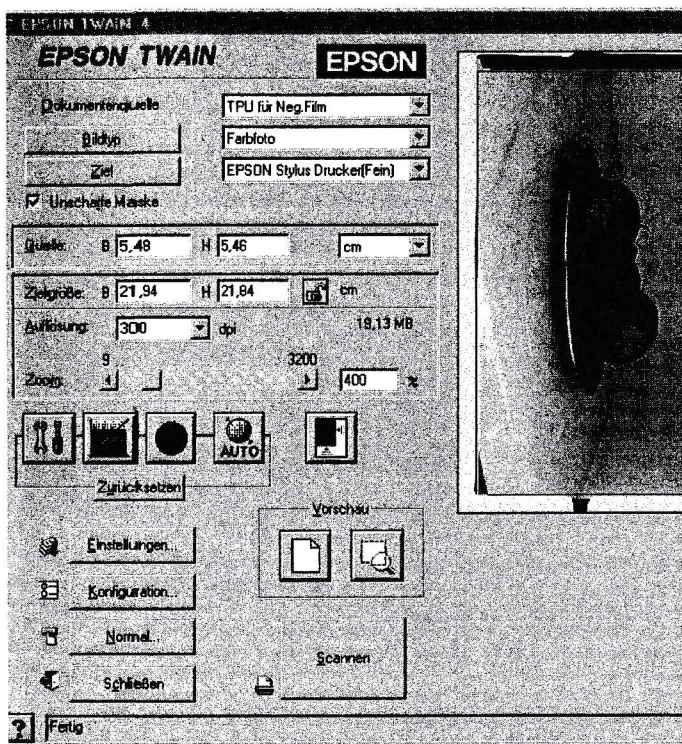 EPSON TWAIN 4
EPSON TWAIN EPSON
Dokumentenquelle TPU für Neg.Film
Bildtyp Farbfoto
Ziel EPSON Stylus Drucker(Fein)
Unscharfe Maske
Quelle: B 5,48 H 5,46 cm
Zielgröße: B 21,94 H 21,84 cm
Auflösung: 300 dpi 18,13 MB
9 3200
Zoom: 400 %
AUTO
Zurücksetzen
Vorschau
Einstellungen...
Konfiguration...
Normal...
Scannen
Schließen
? Fertig